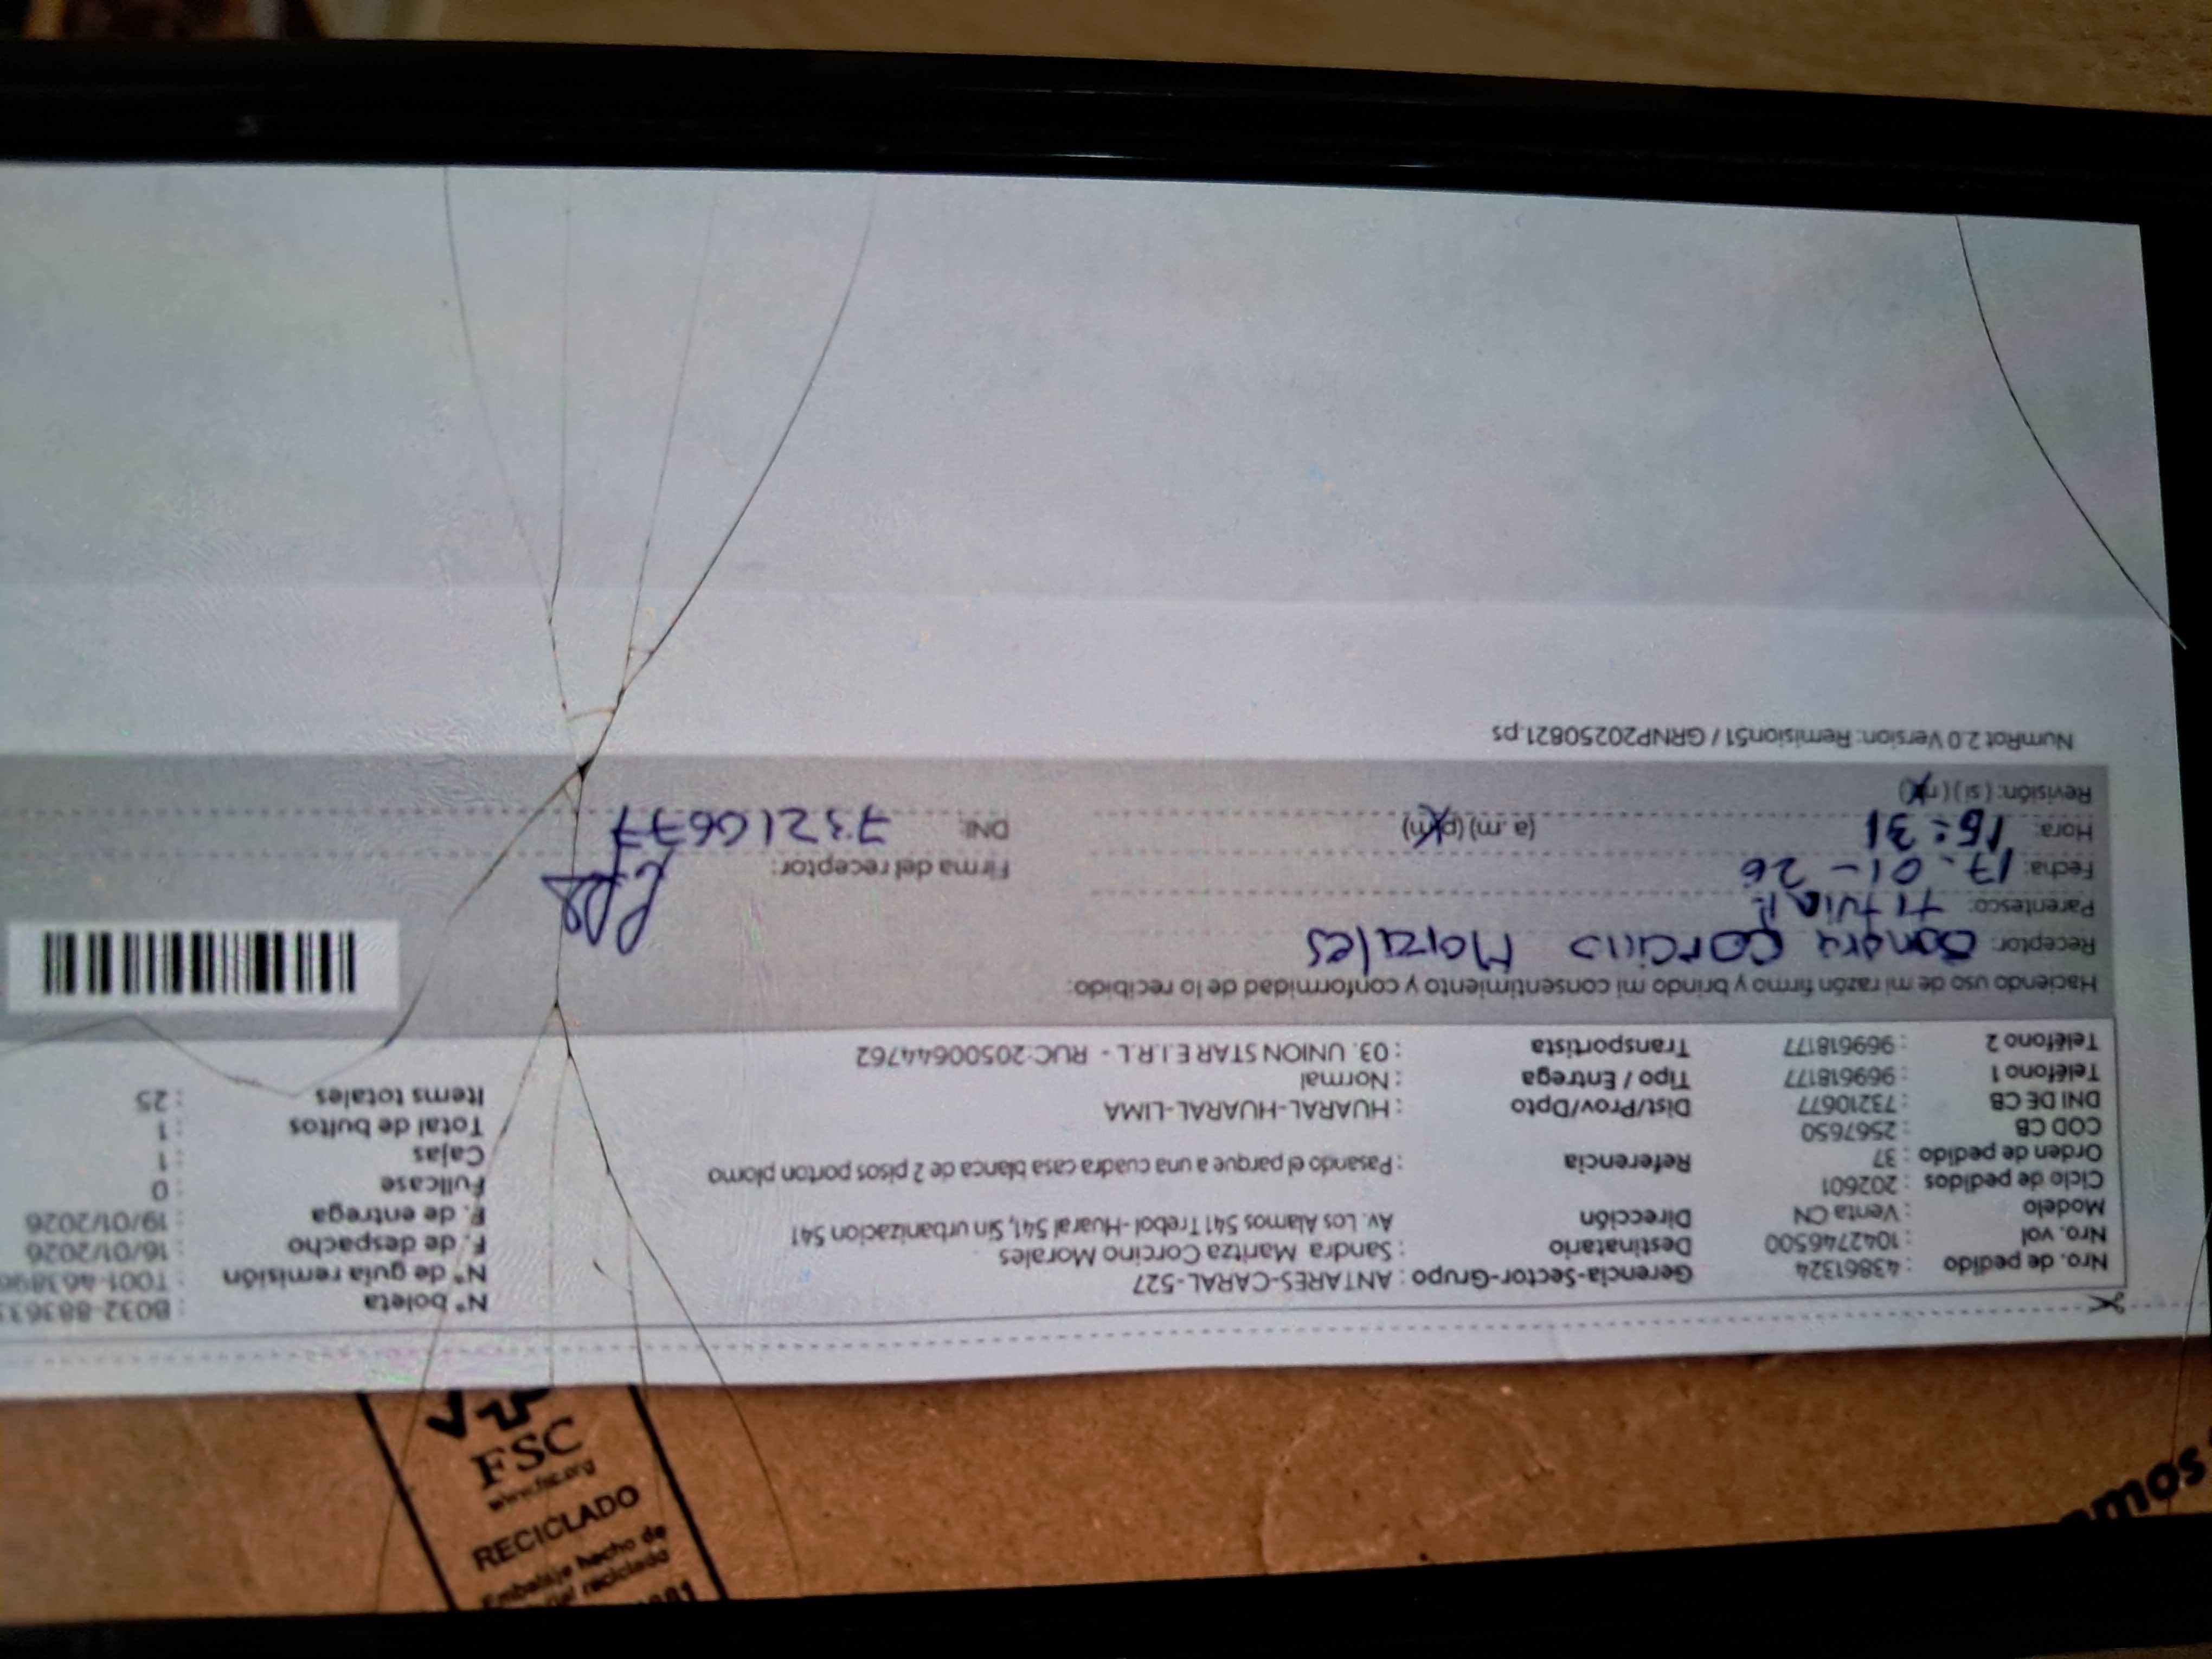 Nro. de pedido : 43861324
Nro. vol : 1042746500
Modelo : Venta CN
Ciclo de pedidos : 202601
Orden de pedido : 37
COD CB : 2567650
DNI DE CB : 73210677
Teléfono 1 : 969618177
Teléfono 2 : 969618177
Gerencia-Sector-Grupo : ANTARES-CARAL-527
Destinatario : Sandra Maritza Corcino Morales
Dirección Av. Los Alamos 541 Trebol -Huaral 541, Sin urbanizacion 541
Referencia : Pasando el parque a una cuadra casa blanca de 2 pisos porton plomo
Dist/Prov/Dpto : HUARAL-HUARAL-LIMA
Tipo / Entrega : Normal
Transportista : 03. UNION STAR E.I.R.L - RUC:20500644762
N° boleta : B032-88363
N° de guía remisión : T001-46389
F. de despacho : 16/01/2026
F. de entrega : 19/01/2026
Fullcase : 0
Cajas : 1
Total de bultos : 1
Items totales : 25
Haciendo uso de mi razón firmo y brindo mi consentimiento y conformidad de lo recibido:
Receptor: Sandra Corcino Morales
Parentesco: titular
Fecha: 17-01-26
Hora: 15:31 (a. m) (p.m)
Revisión: ( si ) ( n )
Firma del receptor:
DNI: 73210677
NumRot 2.0 Version: Remision51 / GRNP20250821.ps
FSC
www.fsc.org
RECICLADO
Embalaje hecho de
reciclado
amos